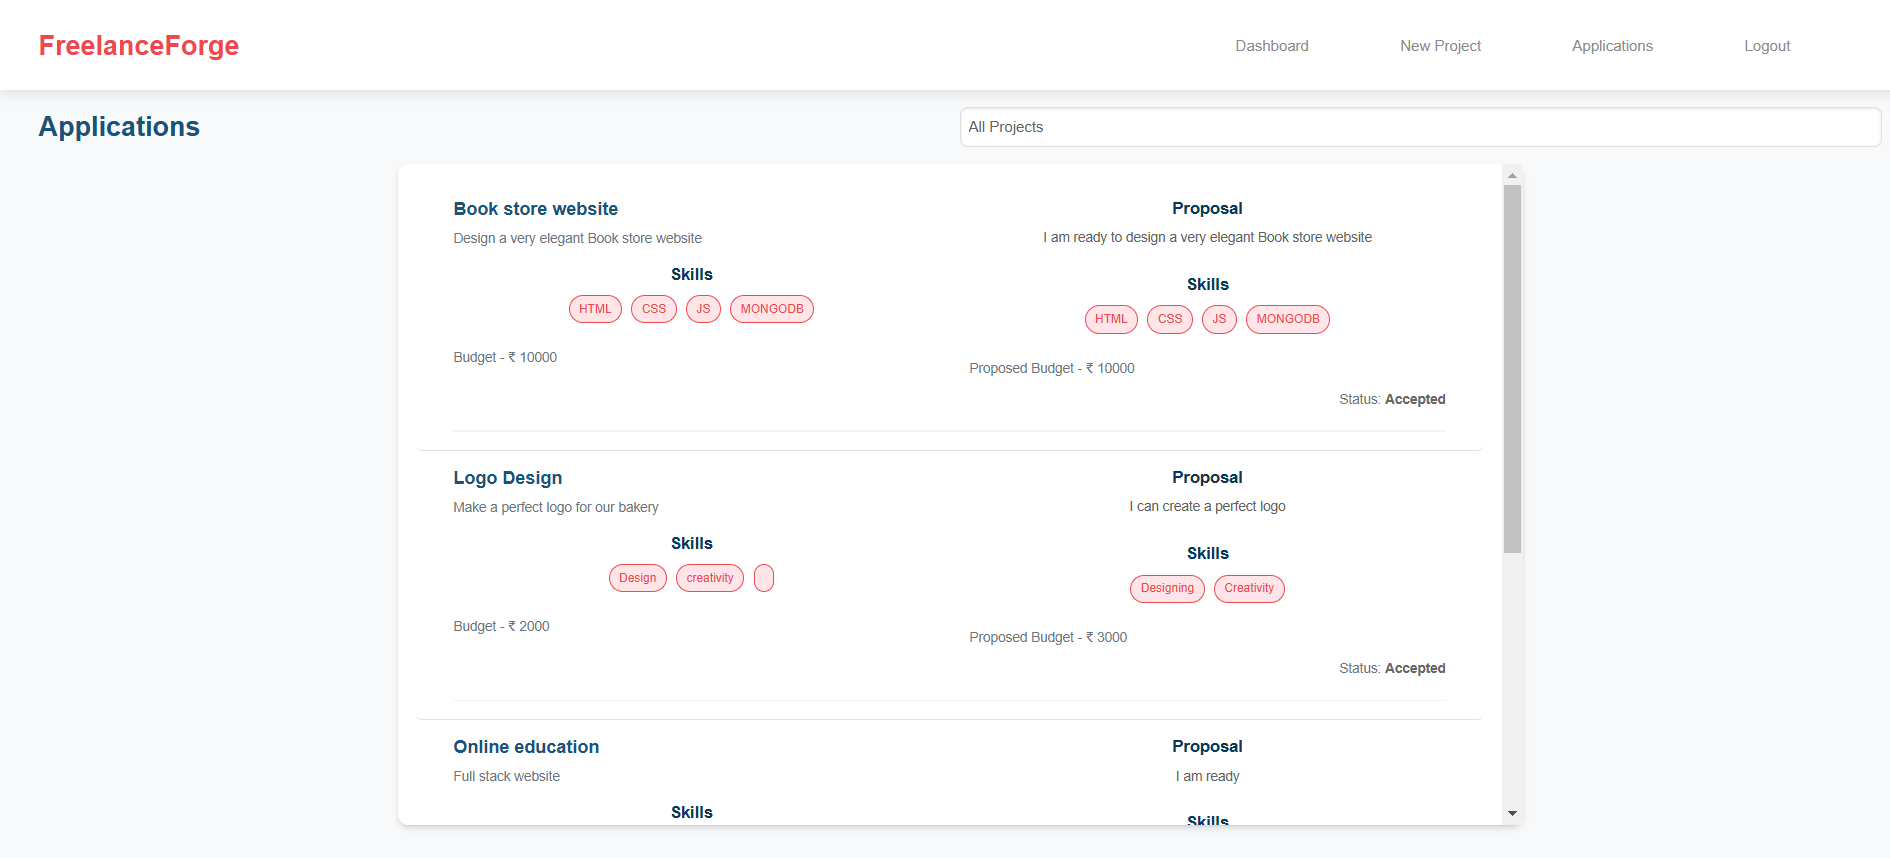 FreelanceForge
Dashboard
New Project
Applications
Logout
Applications
All Projects
Book store website
Design a very elegant Book store website
Skills
HTML CSS JS MONGODB
Budget - ₹ 10000
Proposal
I am ready to design a very elegant Book store website
Skills
HTML CSS JS MONGODB
Proposed Budget - ₹ 10000
Status: Accepted
Logo Design
Make a perfect logo for our bakery
Skills
Design creativity
Budget - ₹ 2000
Proposal
I can create a perfect logo
Skills
Designing Creativity
Proposed Budget - ₹ 3000
Status: Accepted
Online education
Full stack website
Skills
Proposal
I am ready
Skills